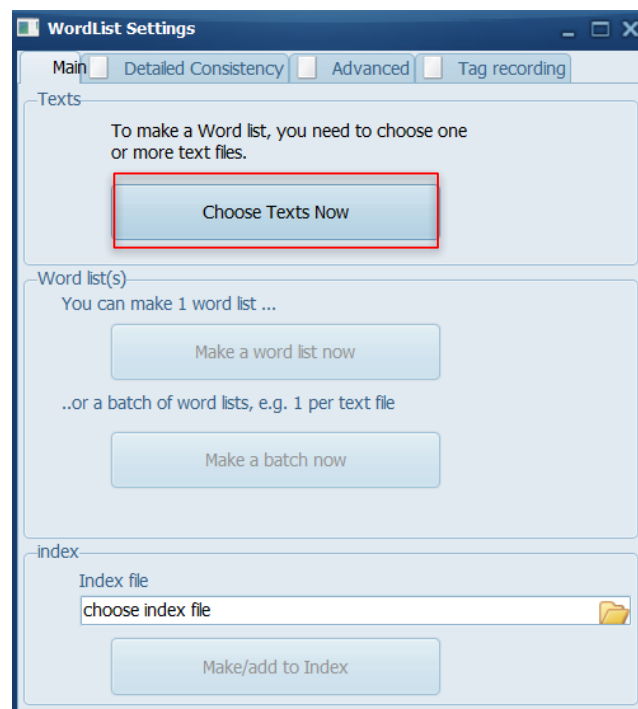 WordList Settings
Main Detailed Consistency Advanced Tag recording
Texts
To make a Word list, you need to choose one
or more text files.
Choose Texts Now
Word list(s)
You can make 1 word list ...
Make a word list now
..or a batch of word lists, e.g. 1 per text file
Make a batch now
index
Index file
choose index file
Make/add to Index